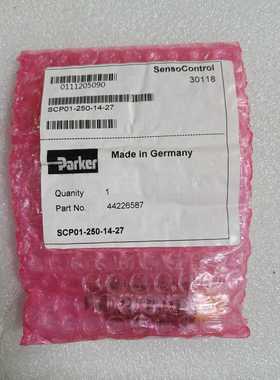 SensoControl
0111205090
30118
SCP01-250-14-27
Parker
Made in Germany
Quanity 1
Part No. 44226587
SCP01-250-14-27